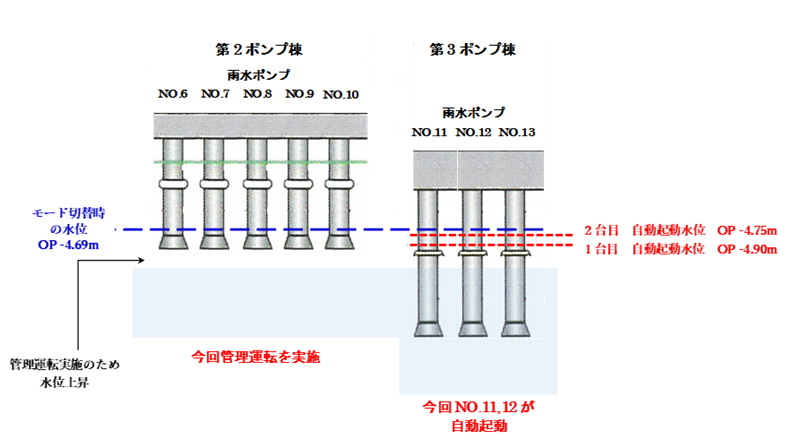 第2ポンプ棟
第3ポンプ棟
雨水ポンプ
NO.6 NO.7 NO.8 NO.9 NO.10
雨水ポンプ
NO.11 NO.12 NO.13
モード切替時
の水位
OP -4.69m
2台目 自動起動水位 OP -4.75m
1台目 自動起動水位 OP -4.90m
管理運転実施のため
水位上昇
今回管理運転を実施
今回NO.11,12が
自動起動